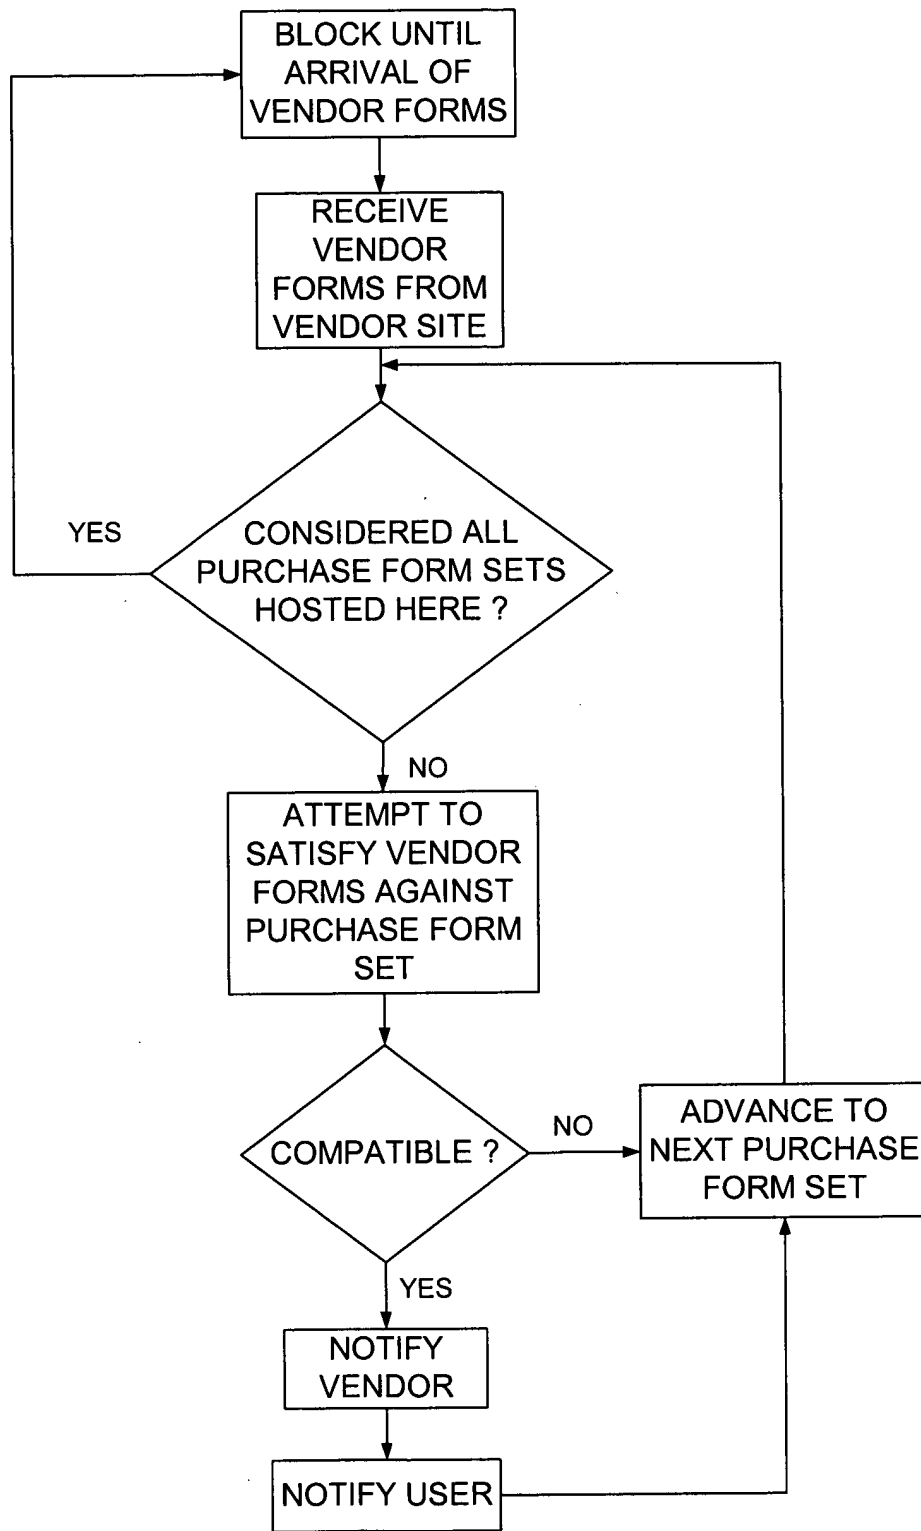 BLOCK UNTIL
ARRIVAL OF
VENDOR FORMS
RECEIVE
VENDOR
FORMS FROM
VENDOR SITE
YES
CONSIDERED ALL
PURCHASE FORM SETS
HOSTED HERE ?
NO
ATTEMPT TO
SATISFY VENDOR
FORMS AGAINST
PURCHASE FORM
SET
COMPATIBLE ?
NO
ADVANCE TO
NEXT PURCHASE
FORM SET
YES
NOTIFY
VENDOR
NOTIFY USER